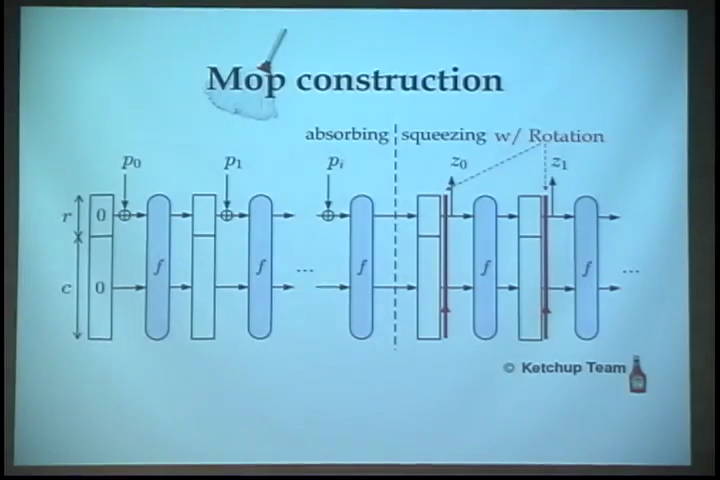 Mop construction
absorbing squeezing w/ Rotation
p0 p1 pi z0 z1
r 0
f f f f f
c 0
... ...
© Ketchup Team